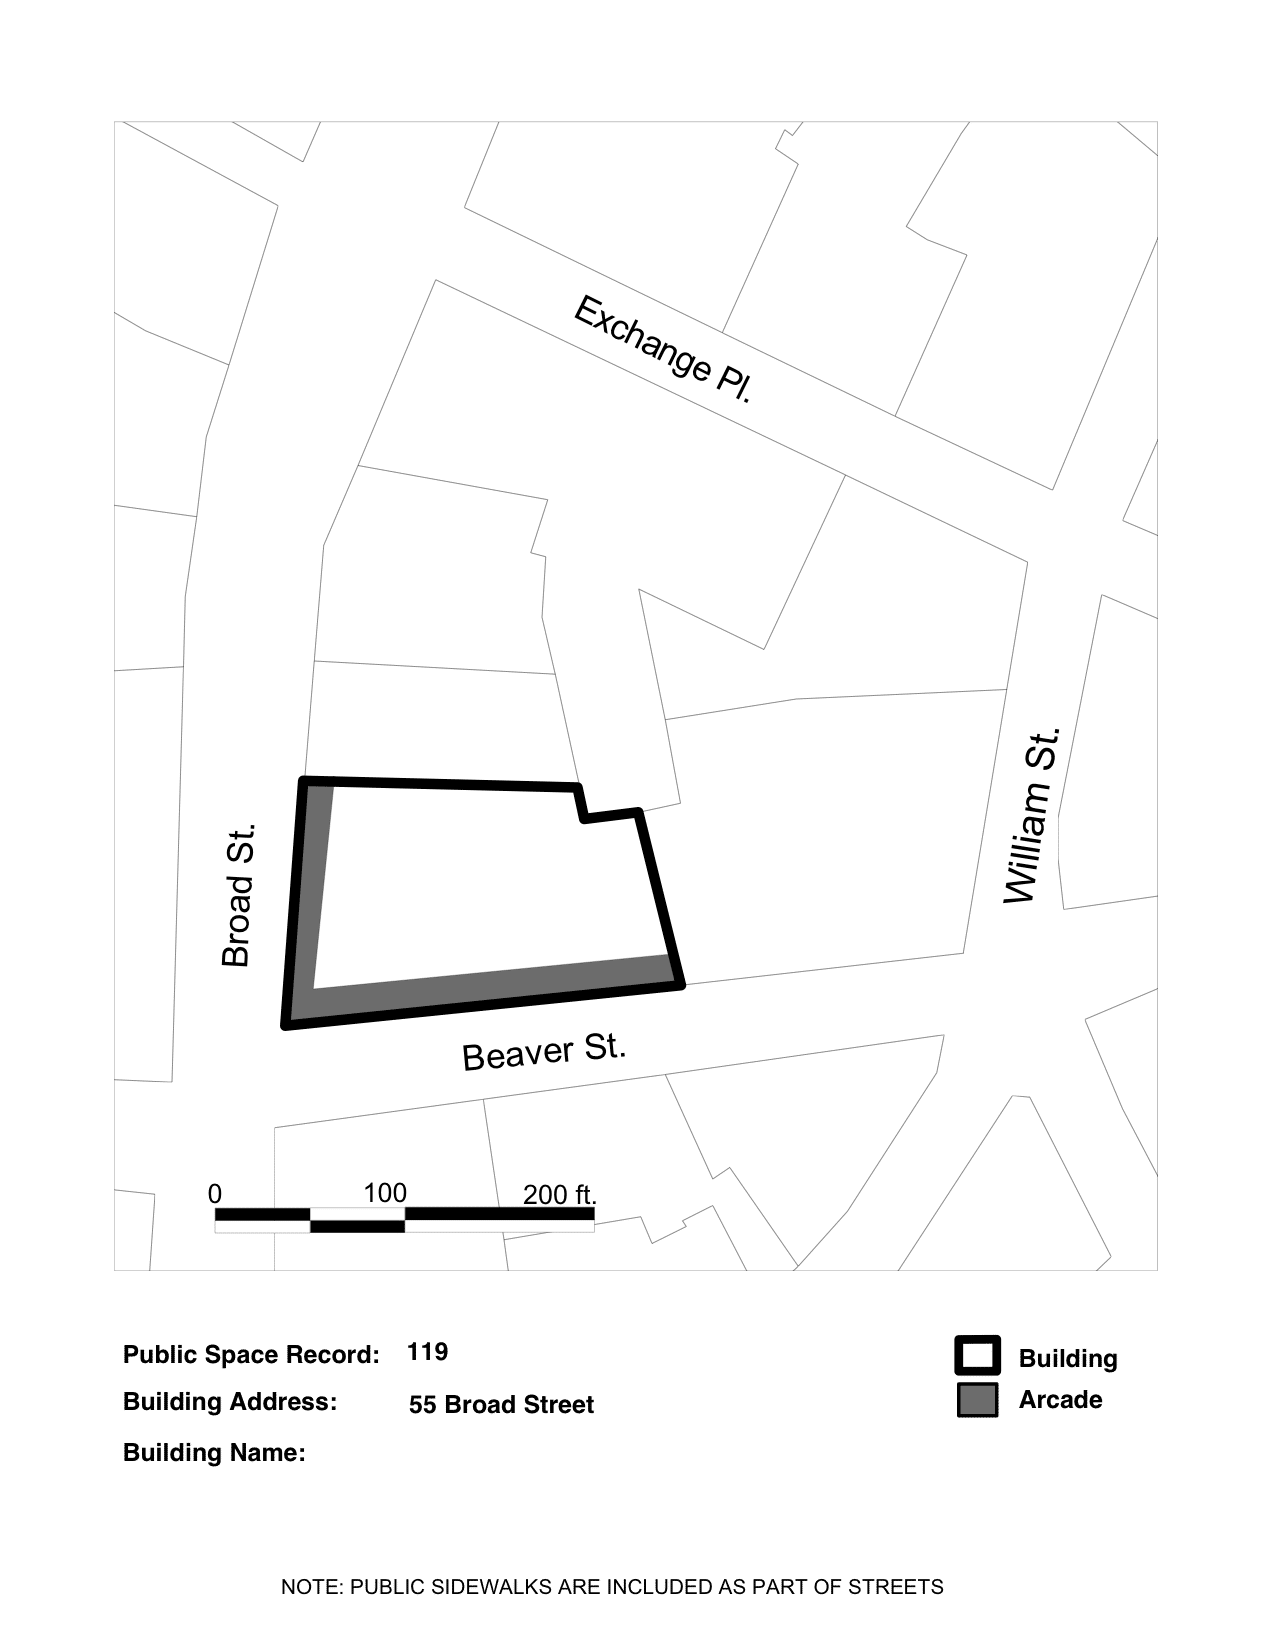 Exchange Pl.
William St.
Broad St.
Beaver St.
0 100 200 ft.
Public Space Record: 119
Building Address: 55 Broad Street
Building Name:
Building
Arcade
NOTE: PUBLIC SIDEWALKS ARE INCLUDED AS PART OF STREETS